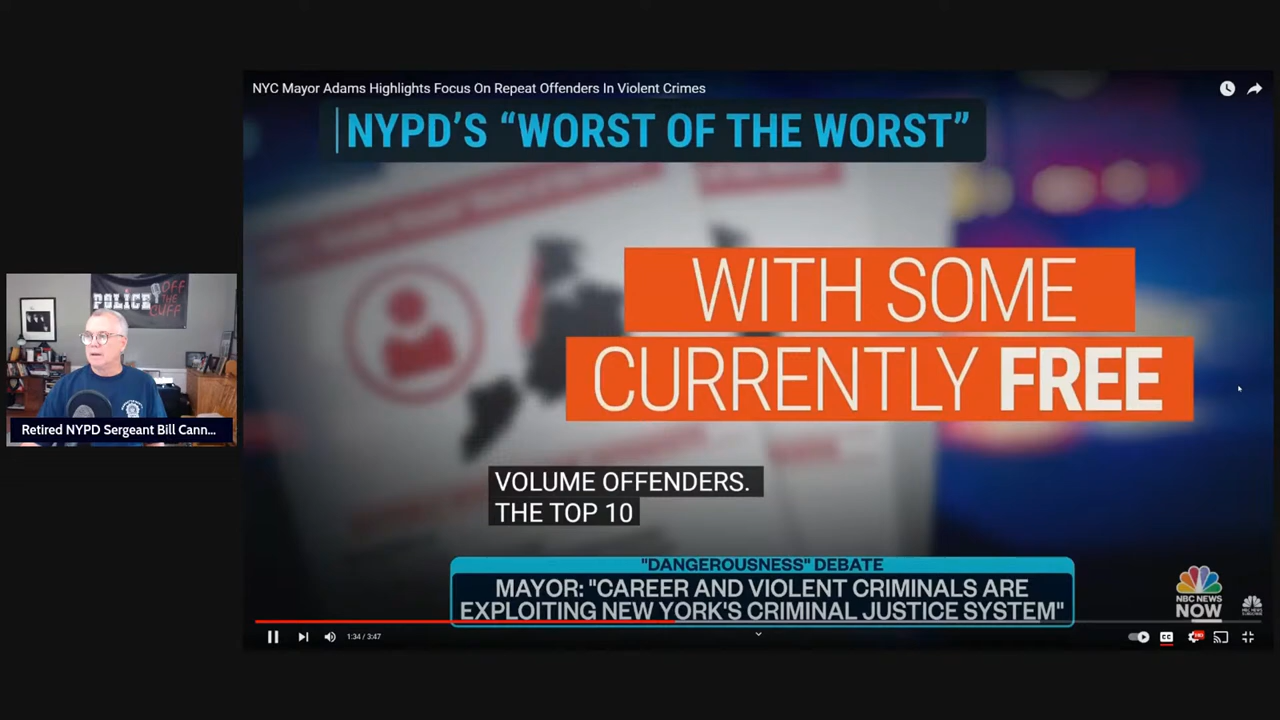 NYC Mayor Adams Highlights Focus On Repeat Offenders In Violent Crimes
NYPD'S "WORST OF THE WORST"
WITH SOME
CURRENTLY FREE
POLICE OFF
THE
CUFF
Retired NYPD Sergeant Bill Cann...
VOLUME OFFENDERS.
THE TOP 10
"DANGEROUSNESS" DEBATE
MAYOR: "CAREER AND VIOLENT CRIMINALS ARE
EXPLOITING NEW YORK'S CRIMINAL JUSTICE SYSTEM"
NBC NEWS
NOW
1:34 / 3:47
CC
HD